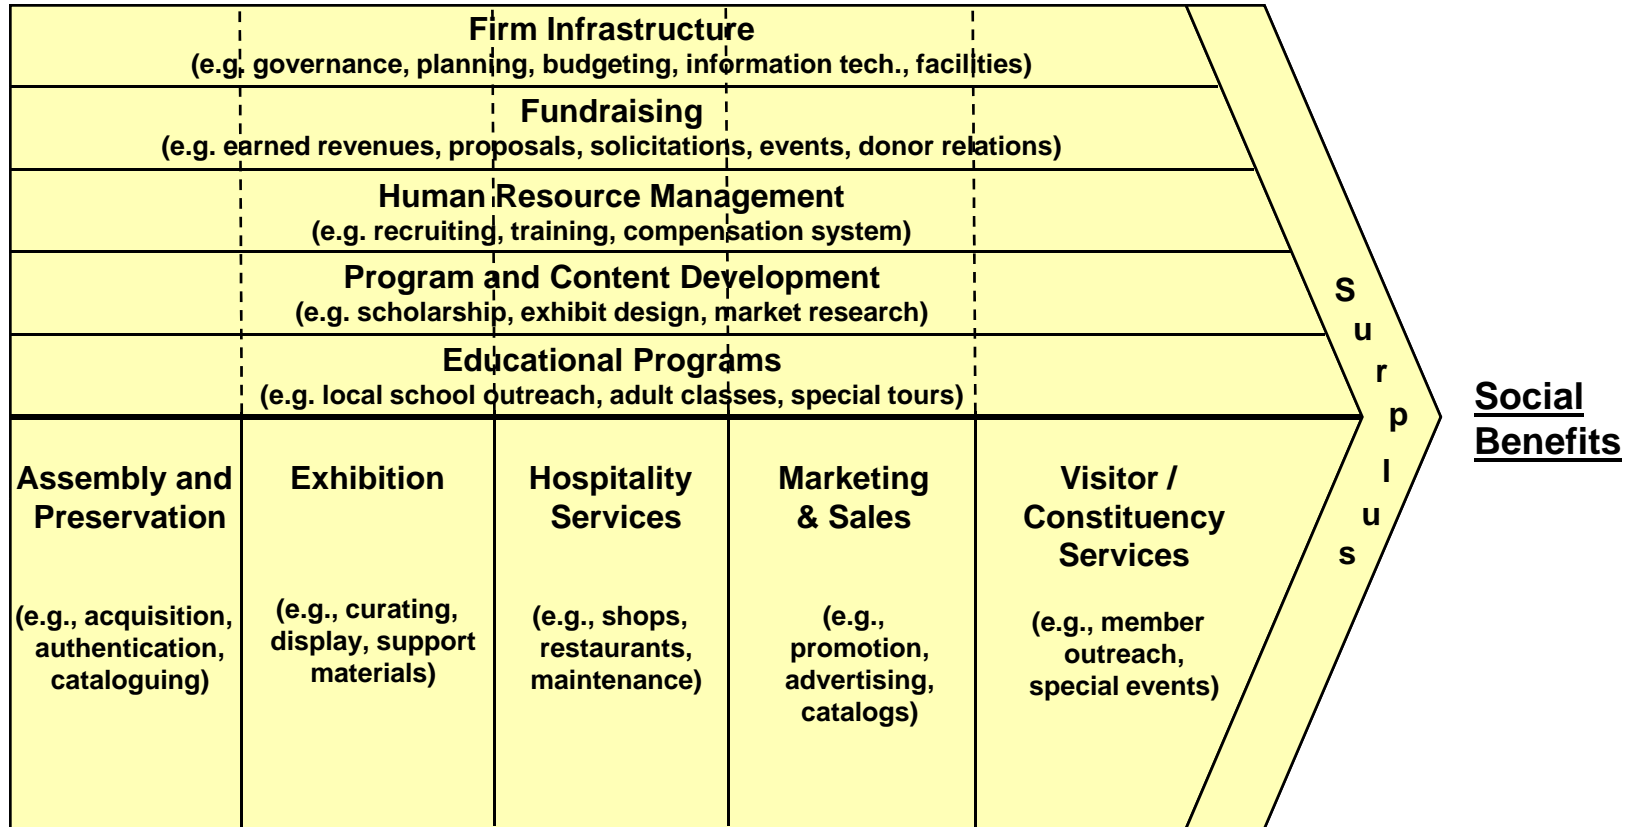 Firm Infrastructure
(e.g. governance, planning, budgeting, information tech., facilities)
Fundraising
(e.g. earned revenues, proposals, solicitations, events, donor relations)
Human Resource Management
(e.g. recruiting, training, compensation system)
Program and Content Development
(e.g. scholarship, exhibit design, market research)
Educational Programs
(e.g. local school outreach, adult classes, special tours)
Assembly and
Preservation
(e.g., acquisition,
authentication,
cataloguing)
Exhibition
(e.g., curating,
display, support
materials)
Hospitality
Services
(e.g., shops,
restaurants,
maintenance)
Marketing
& Sales
(e.g.,
promotion,
advertising,
catalogs)
Visitor /
Constituency
Services
(e.g., member
outreach,
special events)
Surplus
Social
Benefits